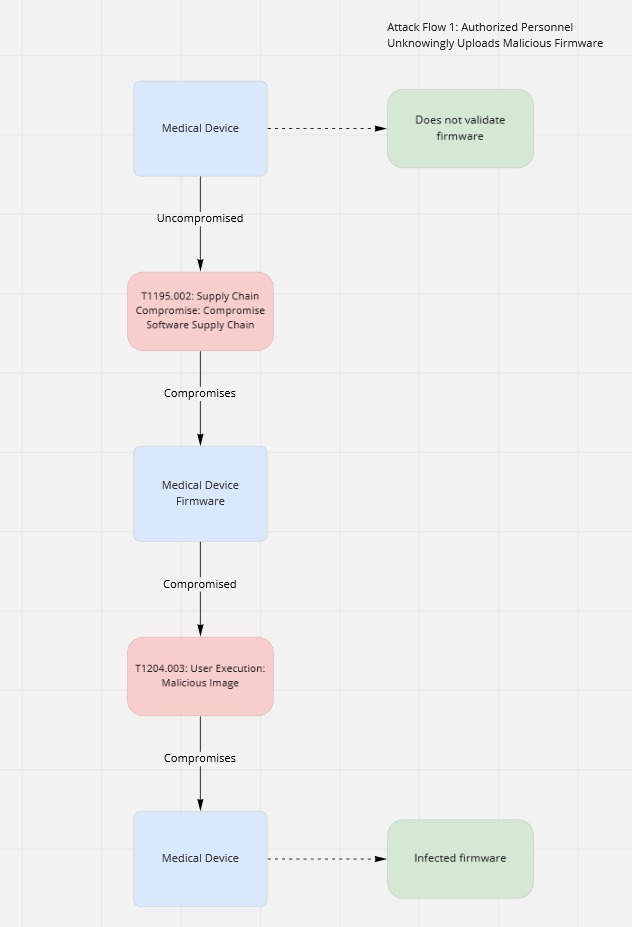 Attack Flow 1: Authorized Personnel
Unknowingly Uploads Malicious Firmware
Medical Device
Does not validate
firmware
Uncompromised
T1195.002: Supply Chain
Compromise: Compromise
Software Supply Chain
Compromises
Medical Device
Firmware
Compromised
T1204.003: User Execution:
Malicious Image
Compromises
Medical Device
Infected firmware